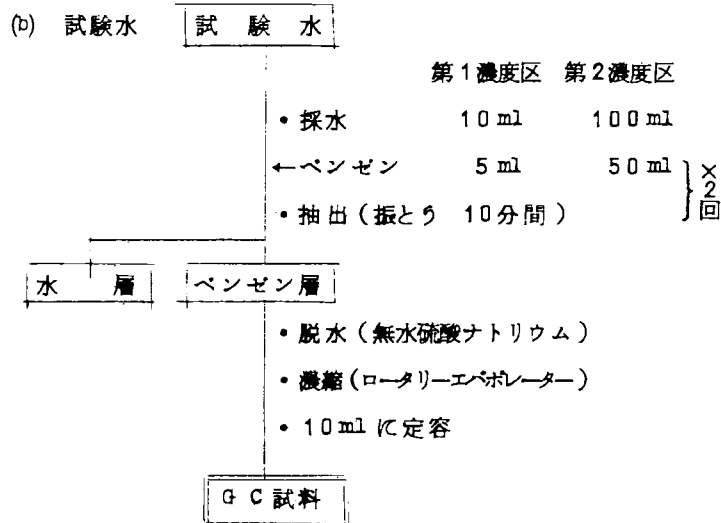 (b) 試験水 試験水
第1濃度区 第2濃度区
・採水 10ml 100ml
←ベンゼン 5ml 50ml
・抽出(振とう 10分間)
×2回
水層 ベンゼン層
・脱水(無水硫酸ナトリウム)
・濃縮(ロータリーエバポレーター)
・10mlに定容
GC試料